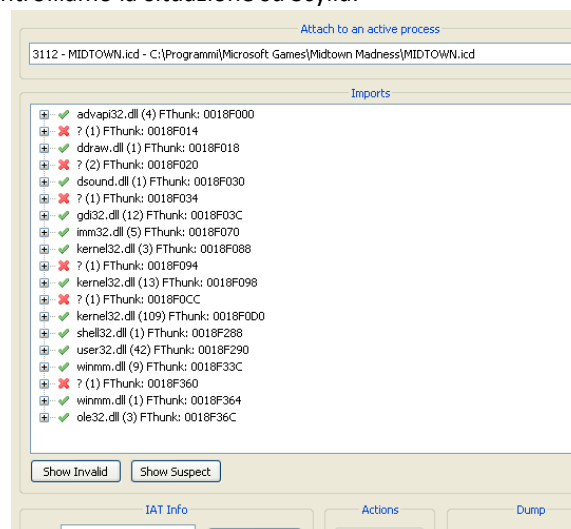 Attach to an active process
3112 - MIDTOWN.icd - C:\Programmi\Microsoft Games\Midtown Madness\MIDTOWN.icd
Imports
advapi32.dll (4) FThunk: 0018F000
? (1) FThunk: 0018F014
ddraw.dll (1) FThunk: 0018F018
? (2) FThunk: 0018F020
dsound.dll (1) FThunk: 0018F030
? (1) FThunk: 0018F034
gdi32.dll (12) FThunk: 0018F03C
imm32.dll (5) FThunk: 0018F070
kernel32.dll (3) FThunk: 0018F088
? (1) FThunk: 0018F094
kernel32.dll (13) FThunk: 0018F098
? (1) FThunk: 0018F0CC
kernel32.dll (109) FThunk: 0018F0D0
shell32.dll (1) FThunk: 0018F288
user32.dll (42) FThunk: 0018F290
winmm.dll (9) FThunk: 0018F33C
? (1) FThunk: 0018F360
winmm.dll (1) FThunk: 0018F364
ole32.dll (3) FThunk: 0018F36C
Show Invalid Show Suspect
IAT Info Actions Dump